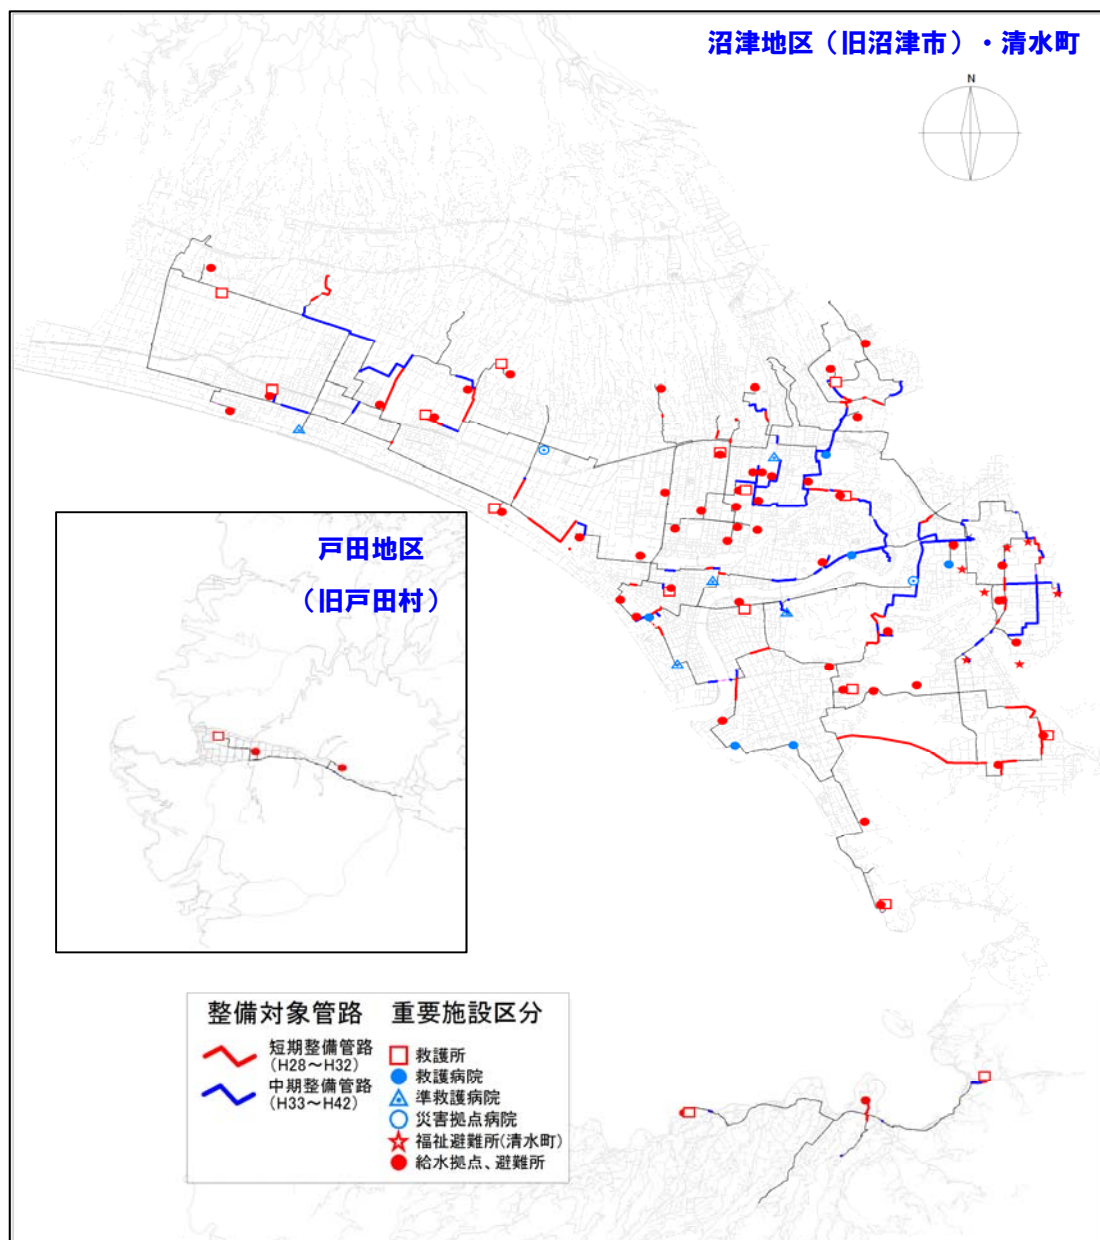 沼津地区（旧沼津市）・清水町
N
戸田地区
（旧戸田村）
整備対象管路
短期整備管路
（H28～H32）
中期整備管路
（H33～H42）
重要施設区分
救護所
救護病院
準救護病院
災害拠点病院
福祉避難所(清水町)
給水拠点、避難所